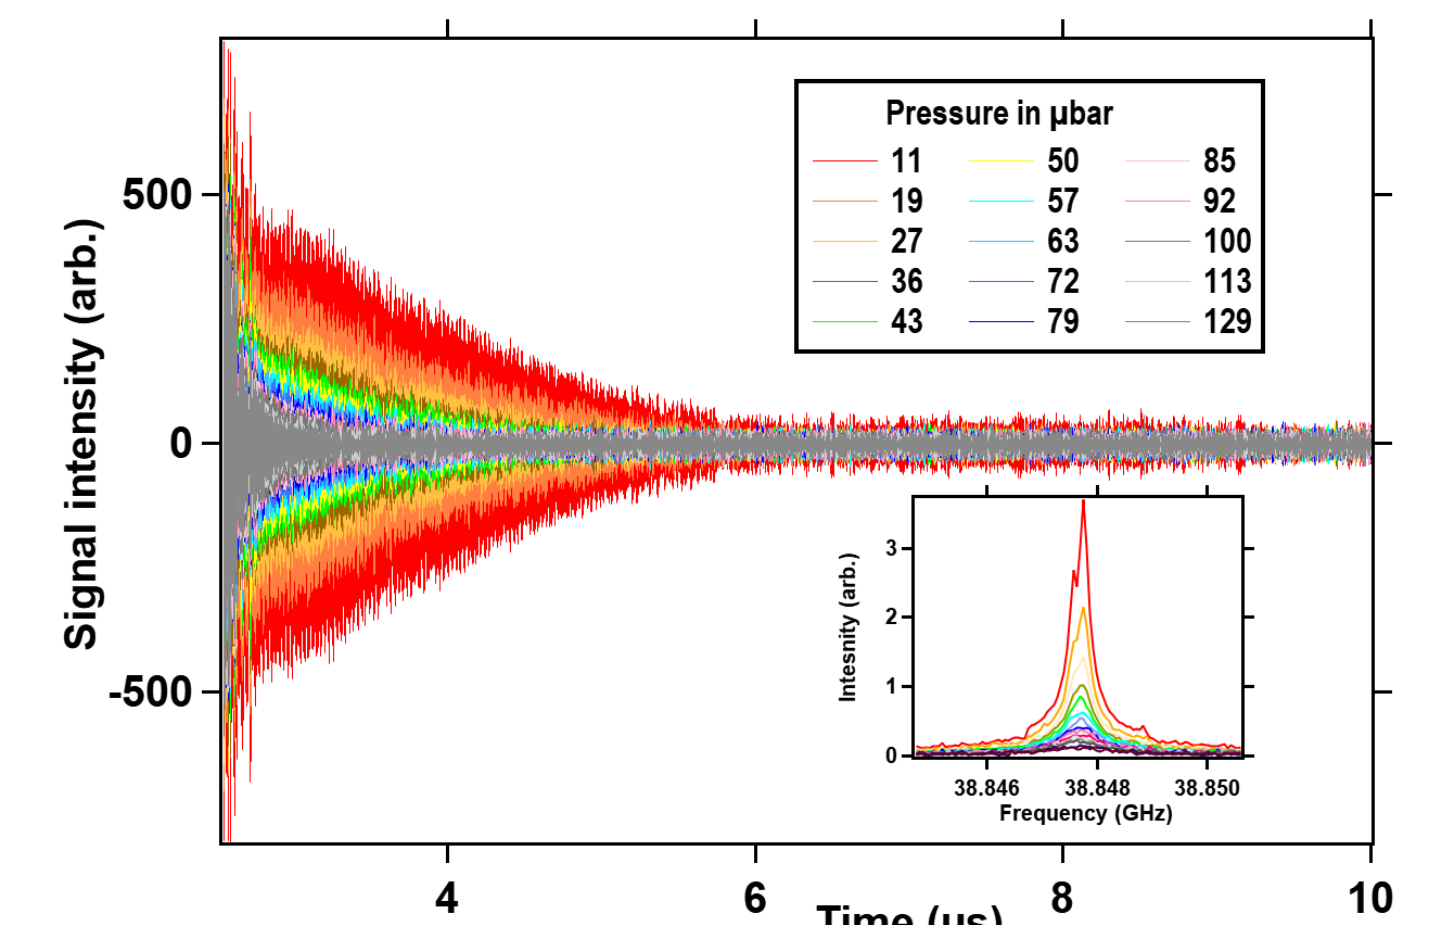 Pressure in µbar
11 50 85
19 57 92
27 63 100
36 72 113
43 79 129
500
0
-500
Signal intensity (arb.)
3
2
1
0
Intesnity (arb.)
38.846 38.848 38.850
Frequency (GHz)
4 6 8 10
Time (µs)